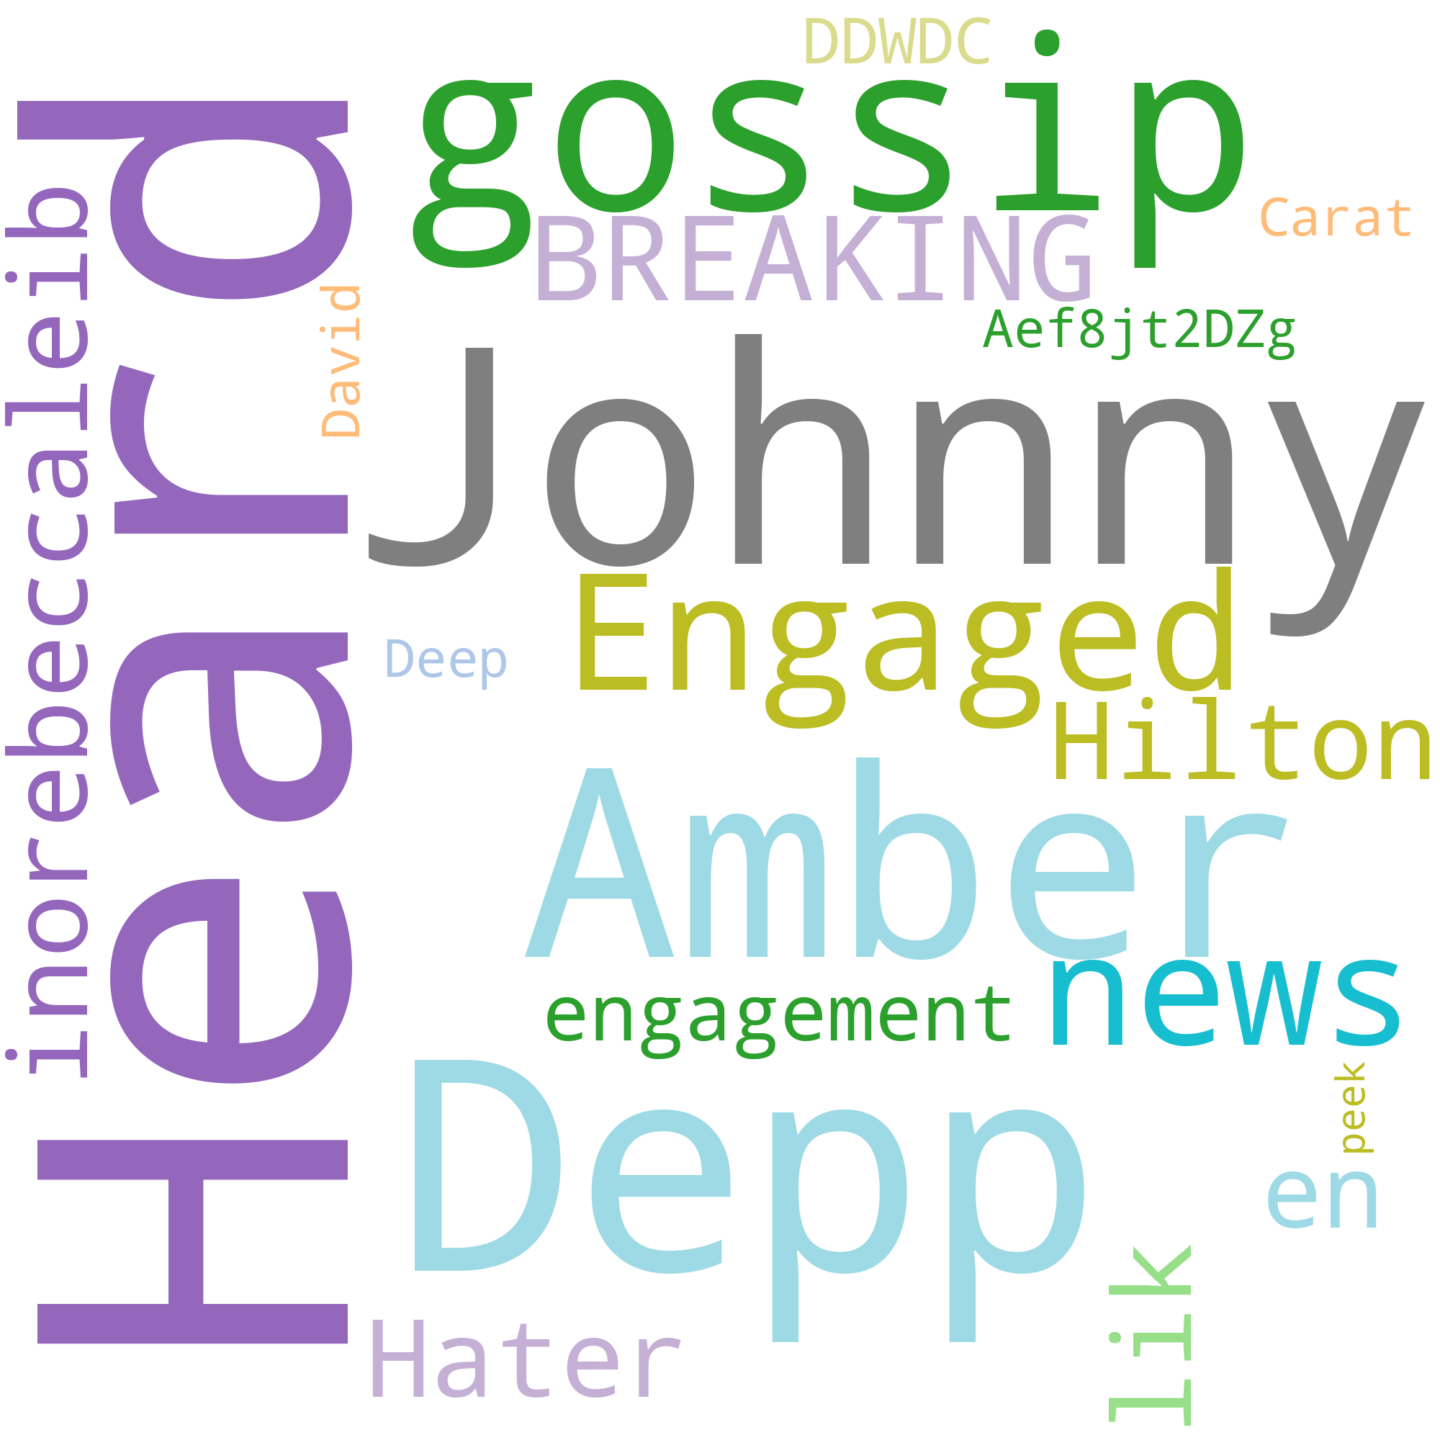 DDWDC
gossip
BREAKING
Carat
Aef8jt2DZg
inorebeccaleib
Heard
David
Johnny
Engaged
Deep
Hilton
Amber
news
engagement
Depp
peek
en
lik
Hater